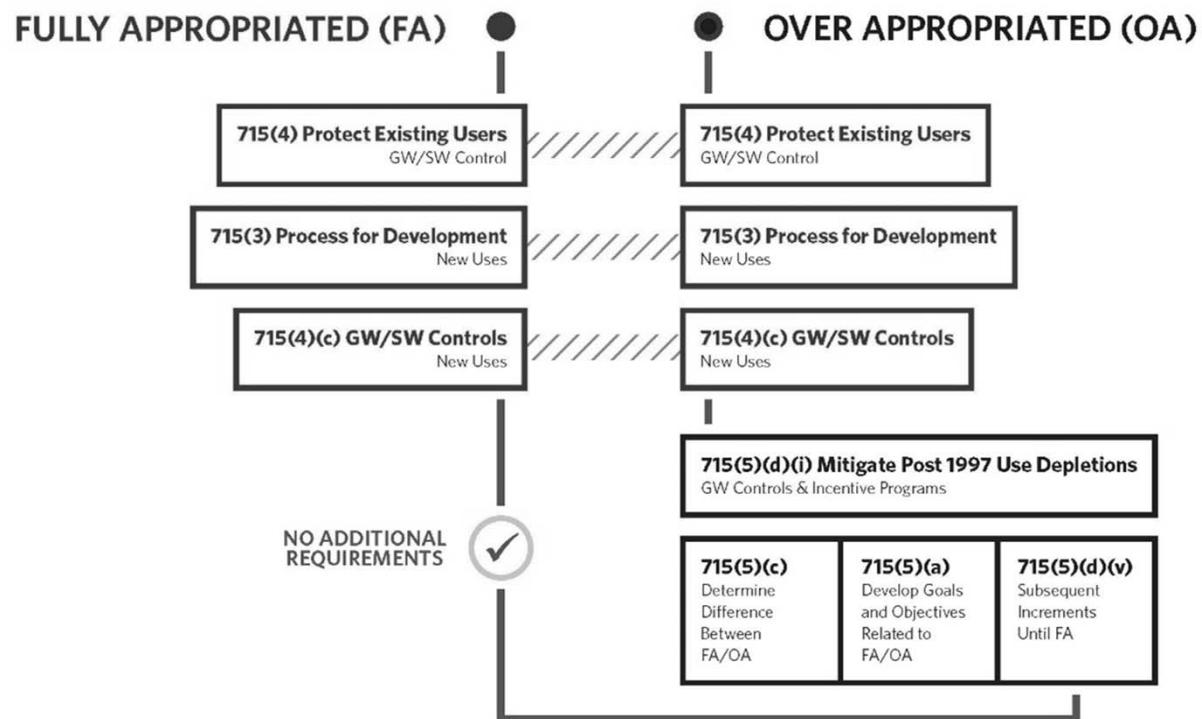 FULLY APPROPRIATED (FA)
OVER APPROPRIATED (OA)
715(4) Protect Existing Users
GW/SW Control
715(4) Protect Existing Users
GW/SW Control
715(3) Process for Development
New Uses
715(3) Process for Development
New Uses
715(4)(c) GW/SW Controls
New Uses
715(4)(c) GW/SW Controls
New Uses
715(5)(d)(i) Mitigate Post 1997 Use Depletions
GW Controls & Incentive Programs
NO ADDITIONAL
REQUIREMENTS
715(5)(c)
Determine
Difference
Between
FA/OA
715(5)(a)
Develop Goals
and Objectives
Related to
FA/OA
715(5)(d)(v)
Subsequent
Increments
Until FA